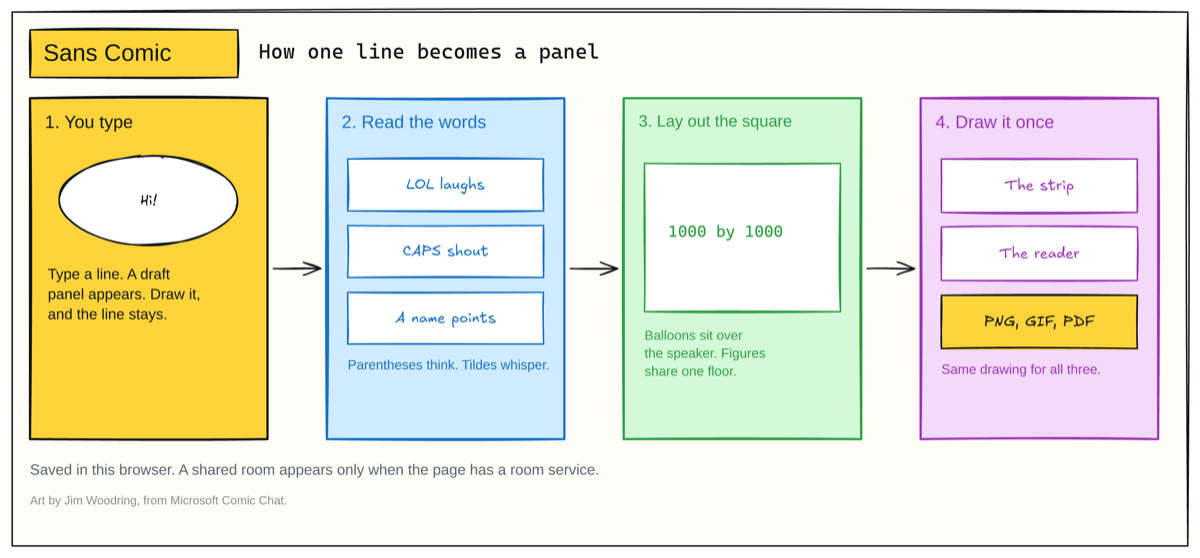 Sans Comic
How one line becomes a panel
1. You type
Hi!
Type a line. A draft
panel appears. Draw it,
and the line stays.
2. Read the words
LOL laughs
CAPS shout
A name points
Parentheses think. Tildes whisper.
3. Lay out the square
1000 by 1000
Balloons sit over
the speaker. Figures
share one floor.
4. Draw it once
The strip
The reader
PNG, GIF, PDF
Same drawing for all three.
Saved in this browser. A shared room appears only when the page has a room service.
Art by Jim Woodring, from Microsoft Comic Chat.